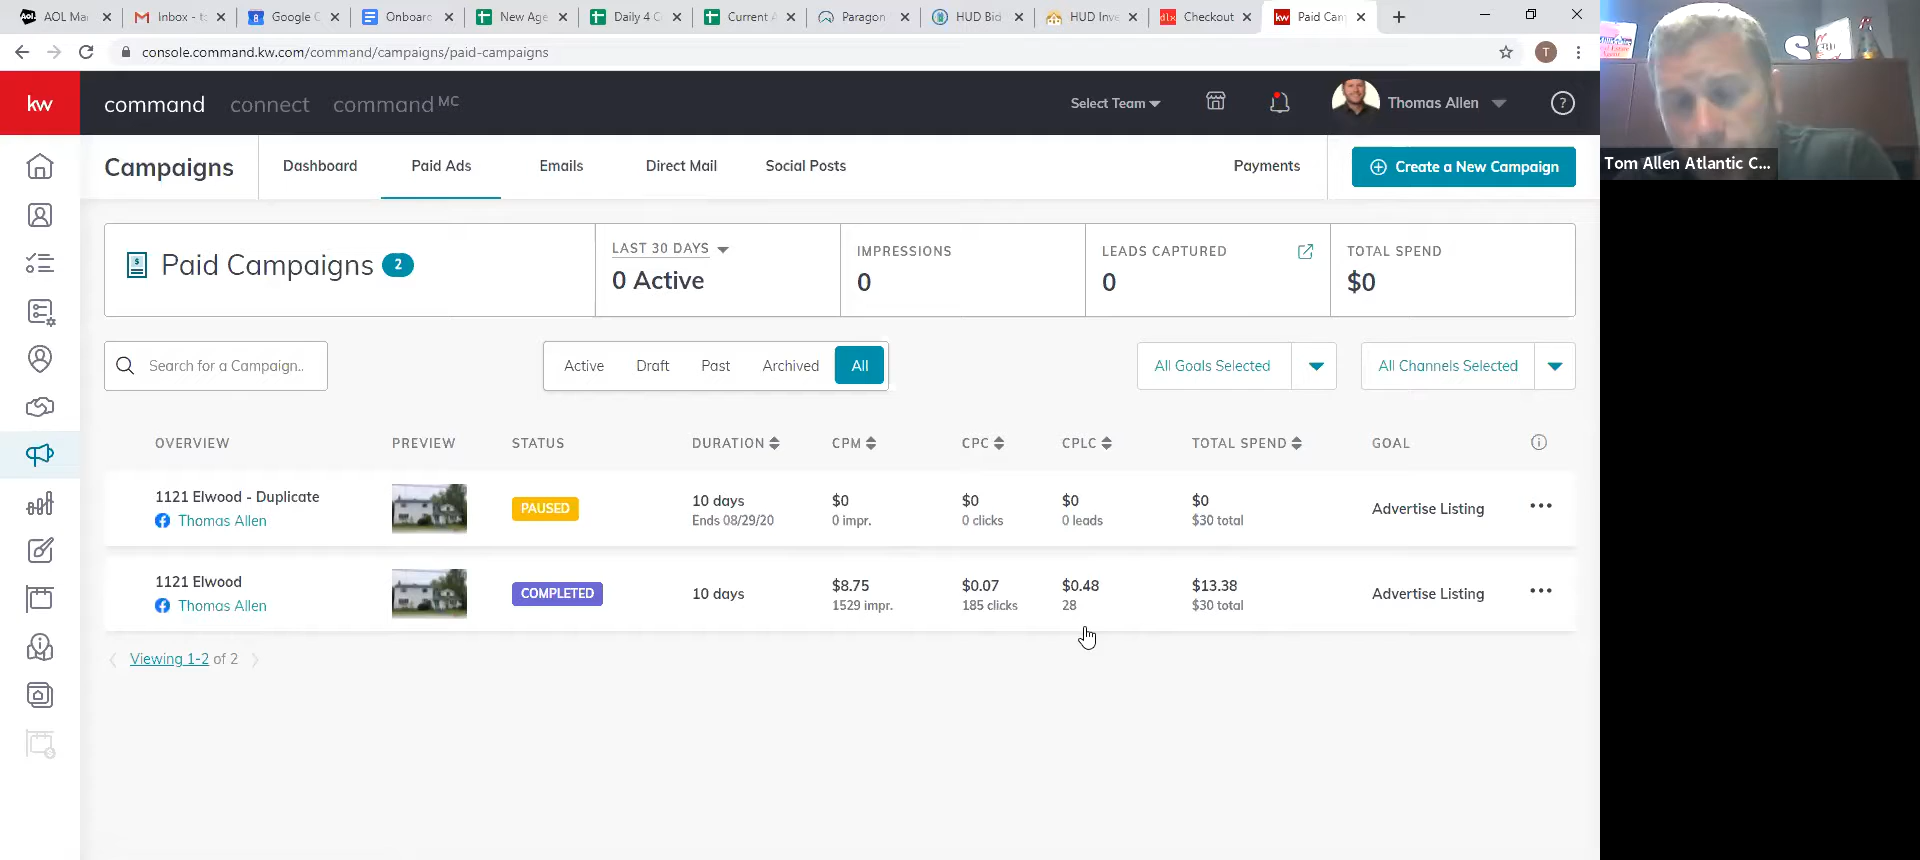 AOL Ma
Inbox - t
Google C
Onboard
New Age
Daily 4 C
Current A
Paragon
HUD Bid
HUD Inve
Checkout
Paid Cam
console.command.kw.com/command/campaigns/paid-campaigns
T
kw
command connect command MC
Select Team
Thomas Allen
?
Campaigns
Dashboard
Paid Ads
Emails
Direct Mail
Social Posts
Payments
Create a New Campaign
Tom Allen Atlantic C...
Paid Campaigns 2
LAST 30 DAYS
0 Active
IMPRESSIONS
0
LEADS CAPTURED
0
TOTAL SPEND
$0
Search for a Campaign..
Active
Draft
Past
Archived
All
All Goals Selected
All Channels Selected
OVERVIEW
PREVIEW
STATUS
DURATION
CPM
CPC
CPLC
TOTAL SPEND
GOAL
1121 Elwood - Duplicate
Thomas Allen
PAUSED
10 days
Ends 08/29/20
$0
0 impr.
$0
0 clicks
$0
0 leads
$0
$30 total
Advertise Listing
1121 Elwood
Thomas Allen
COMPLETED
10 days
$8.75
1529 impr.
$0.07
185 clicks
$0.48
28
$13.38
$30 total
Advertise Listing
Viewing 1-2 of 2